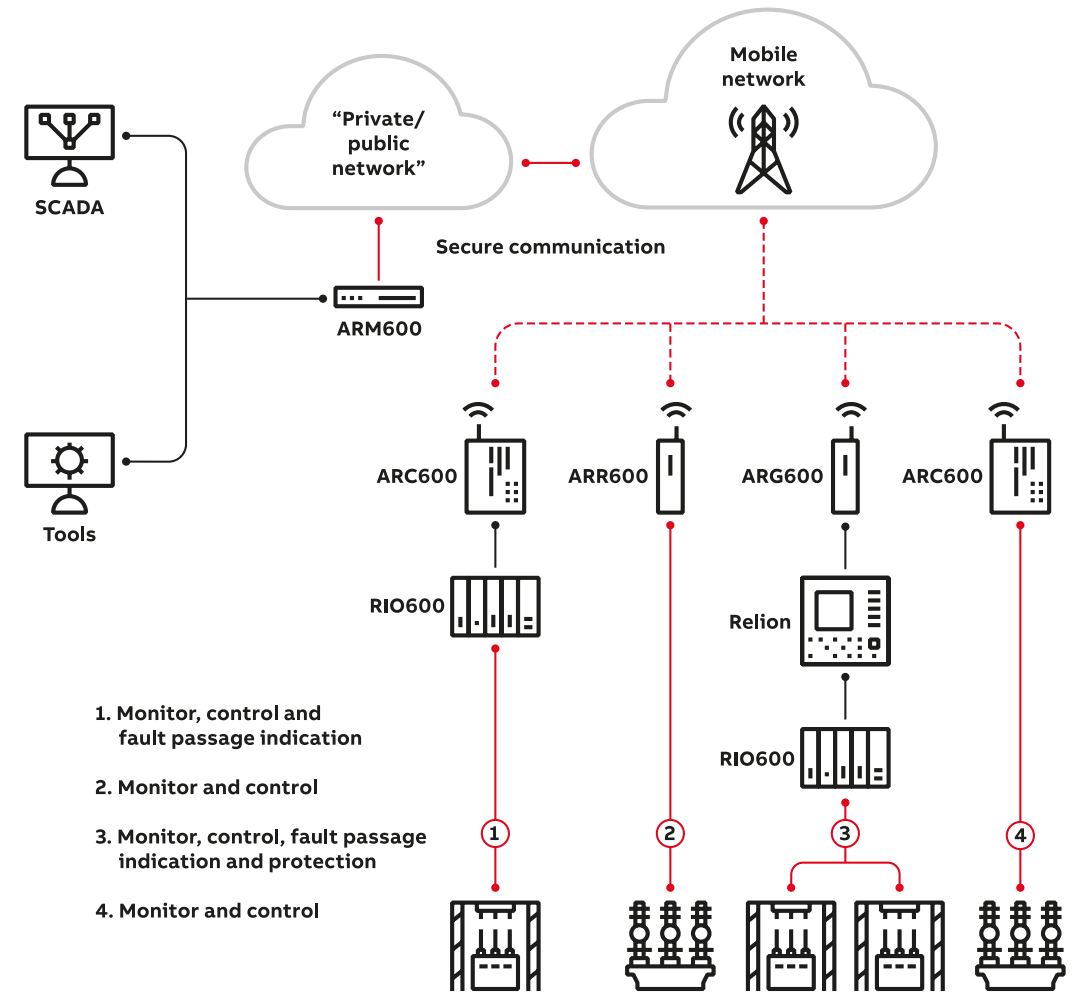 Mobile
network
“Private/
public
network”
SCADA
Secure communication
ARM600
ARC600
ARR600
ARG600
ARC600
Tools
RIO600
Relion
1. Monitor, control and
fault passage indication
RIO600
2. Monitor and control
3. Monitor, control, fault passage
indication and protection
4. Monitor and control
1
2
3
4